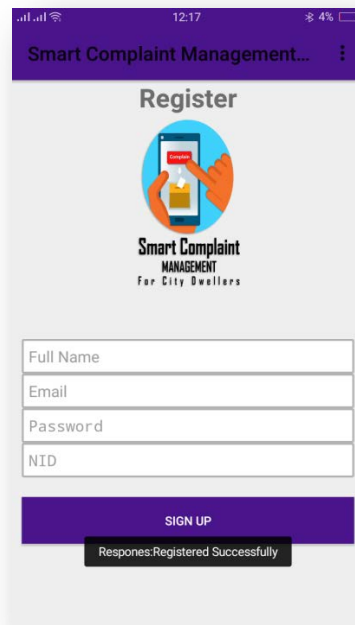 12:17 4%
Smart Complaint Management...
Register
Complain
Smart Complaint
MANAGEMENT
For City Dwellers
Full Name
Email
Password
NID
SIGN UP
Respones:Registered Successfully